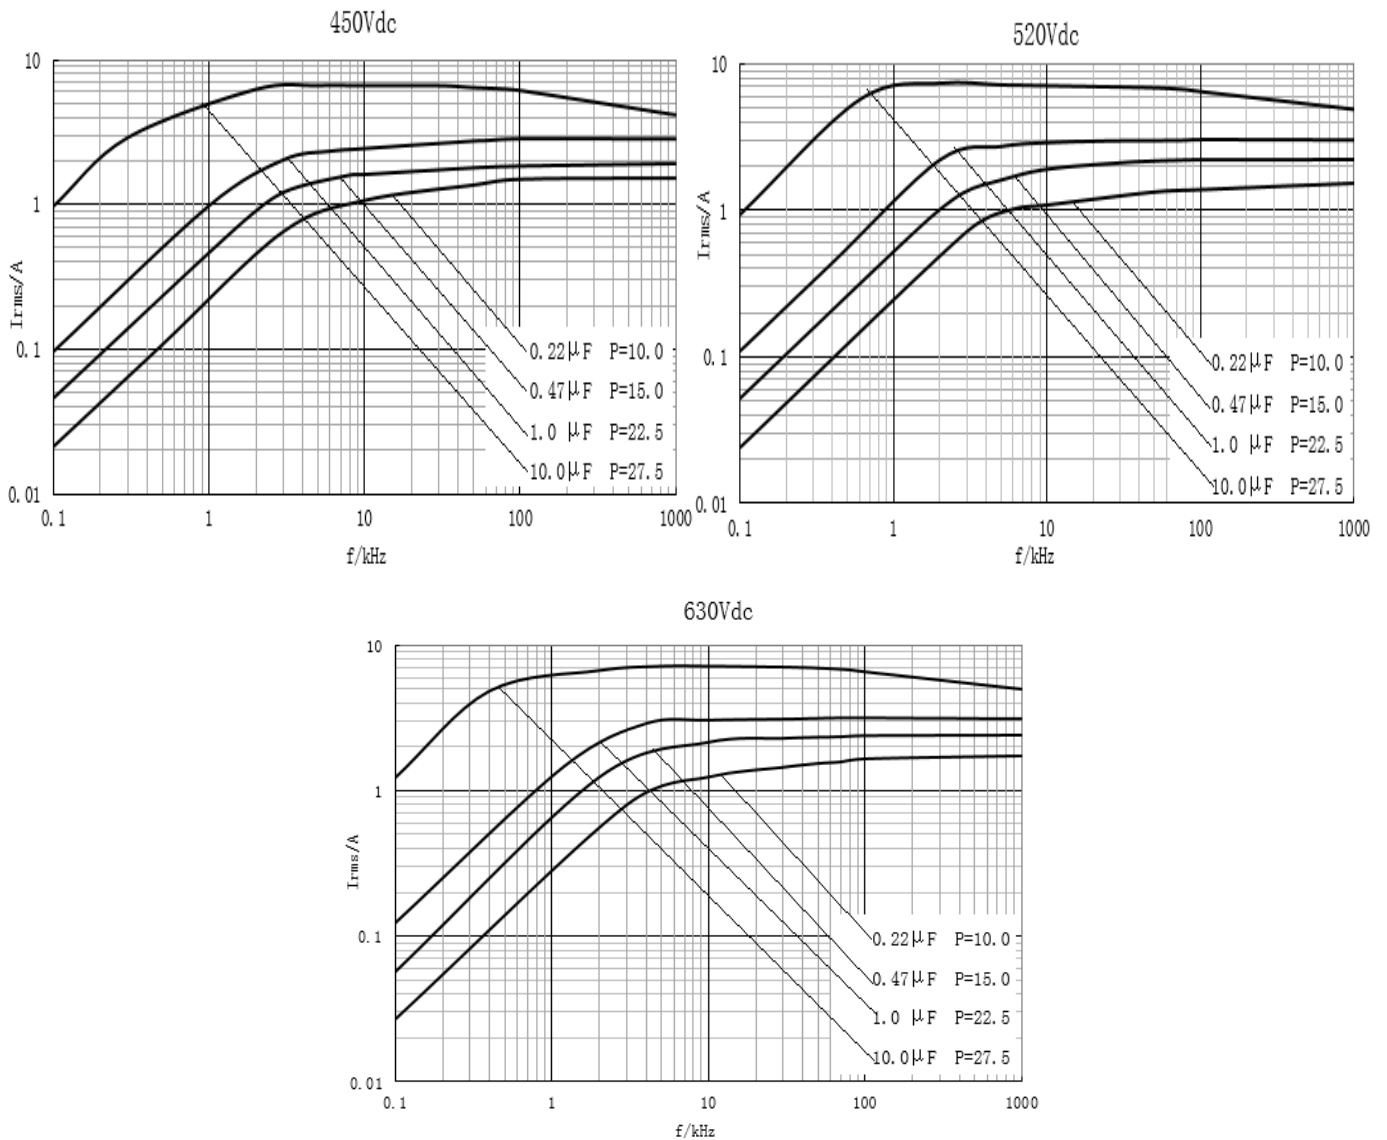 450Vdc
10
1
0.1
0.01
Irms/A
0.22μF P=10.0
0.47μF P=15.0
1.0 μF P=22.5
10.0μF P=27.5
0.1 1 10 100 1000
f/kHz
520Vdc
10
1
0.1
0.01
Irms/A
0.22μF P=10.0
0.47μF P=15.0
1.0 μF P=22.5
10.0μF P=27.5
0.1 1 10 100 1000
f/kHz
630Vdc
10
1
0.1
0.01
Irms/A
0.22μF P=10.0
0.47μF P=15.0
1.0 μF P=22.5
10.0μF P=27.5
0.1 1 10 100 1000
f/kHz